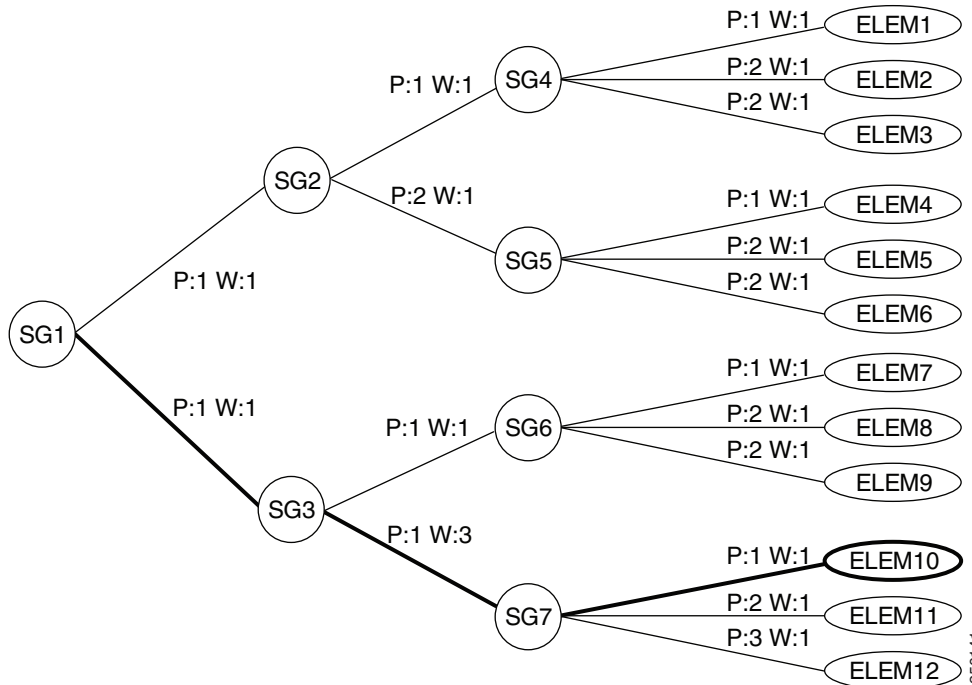 P:1 W:1 ELEM1
SG4 P:2 W:1 ELEM2
P:1 W:1
P:2 W:1 ELEM3
SG2
P:2 W:1
P:1 W:1 ELEM4
SG5 P:2 W:1 ELEM5
P:1 W:1
P:2 W:1 ELEM6
SG1
P:1 W:1 ELEM7
P:1 W:1
P:1 W:1
SG6 P:2 W:1 ELEM8
P:2 W:1 ELEM9
SG3
P:1 W:3
P:1 W:1 ELEM10
SG7 P:2 W:1 ELEM11
P:3 W:1 ELEM12